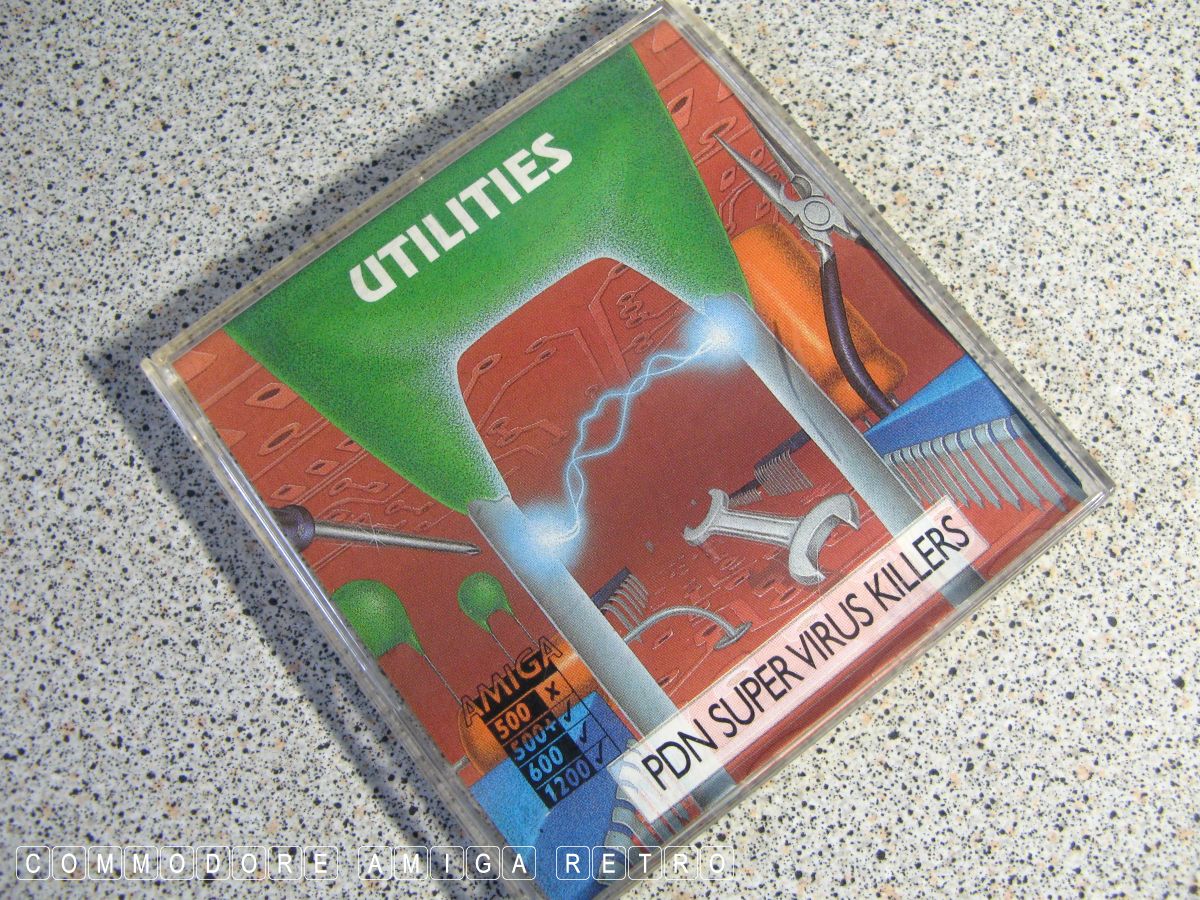 UTILITIES
AMIGA
500 x
500+ ✓
600 ✓
1200 ✓
PDN SUPER VIRUS KILLERS
COMMODORE AMIGA RETRO